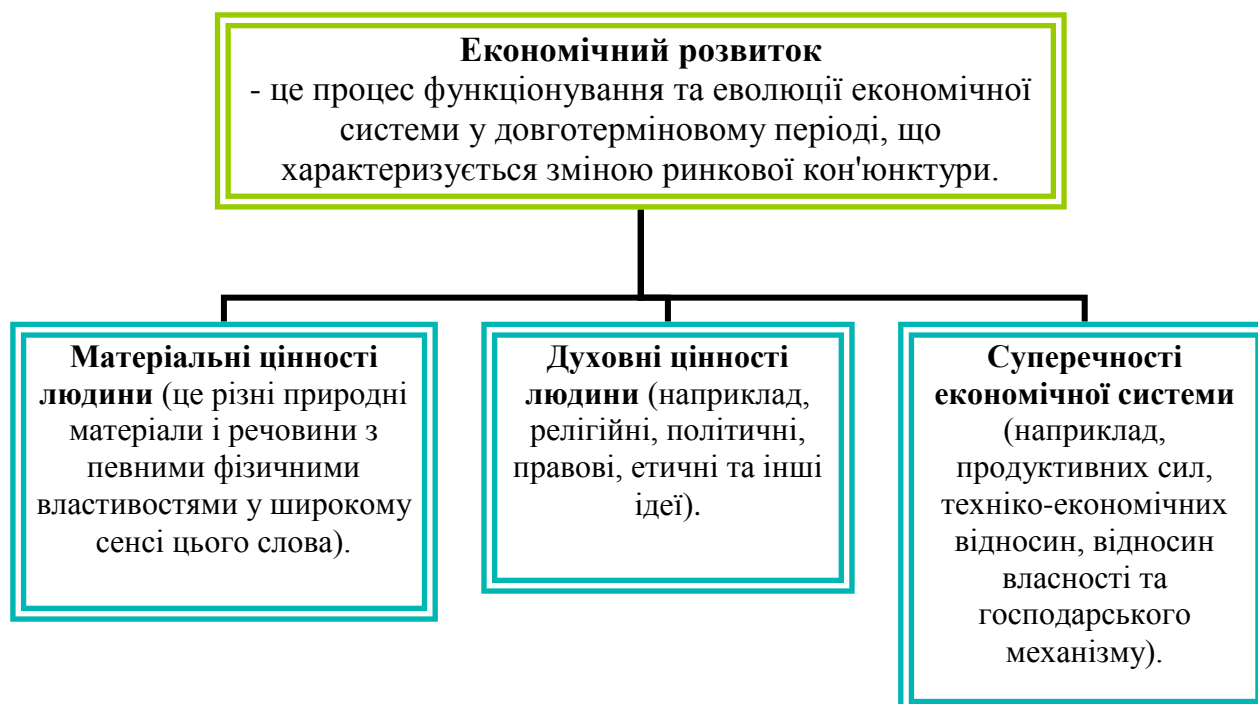 Економічний розвиток
- це процес функціонування та еволюції економічної
системи у довготерміновому періоді, що
характеризується зміною ринкової кон'юнктури.
Матеріальні цінності
людини (це різні природні
матеріали і речовини з
певними фізичними
властивостями у широкому
сенсі цього слова).
Духовні цінності
людини (наприклад,
релігійні, політичні,
правові, етичні та інші
ідеї).
Суперечності
економічної системи
(наприклад,
продуктивних сил,
техніко-економічних
відносин, відносин
власності та
господарського
механізму).